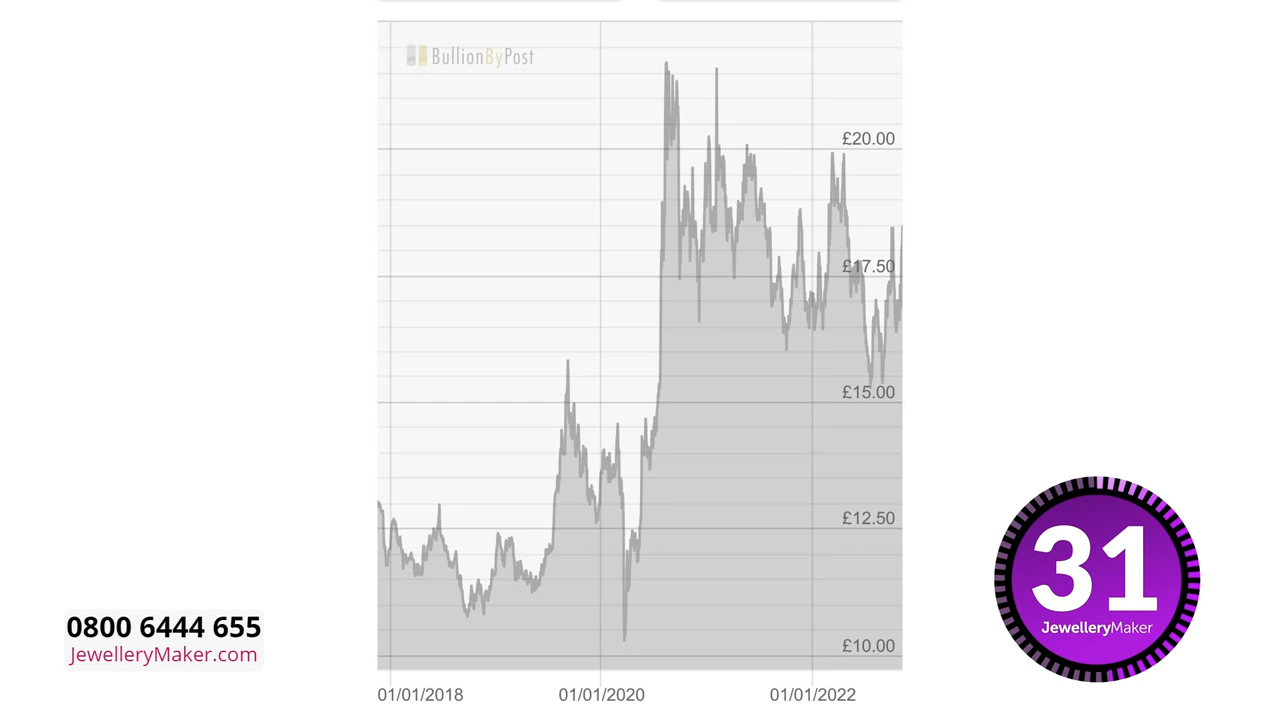 BullionByPost
£20.00
£17.50
£15.00
£12.50
£10.00
01/01/2018 01/01/2020 01/01/2022
0800 6444 655
JewelleryMaker.com
31
JewelleryMaker